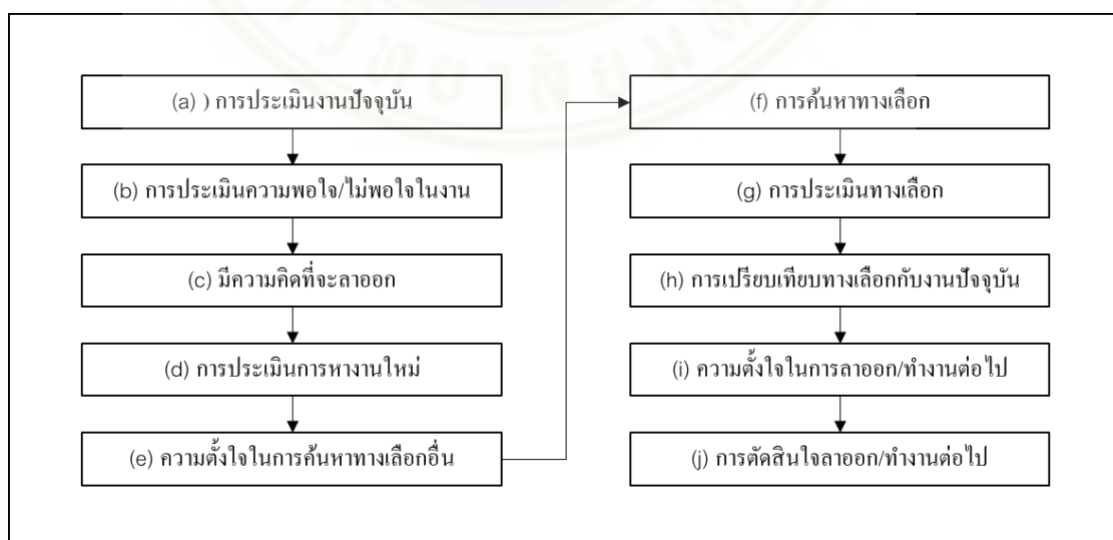 (a) ) การประเมินงานปัจจุบัน
(b) การประเมินความพอใจ/ไม่พอใจในงาน
(c) มีความคิดที่จะลาออก
(d) การประเมินการหางานใหม่
(e) ความตั้งใจในการค้นหาทางเลือกอื่น
(f) การค้นหาทางเลือก
(g) การประเมินทางเลือก
(h) การเปรียบเทียบทางเลือกกับงานปัจจุบัน
(i) ความตั้งใจในการลาออก/ทำงานต่อไป
(j) การตัดสินใจลาออก/ทำงานต่อไป